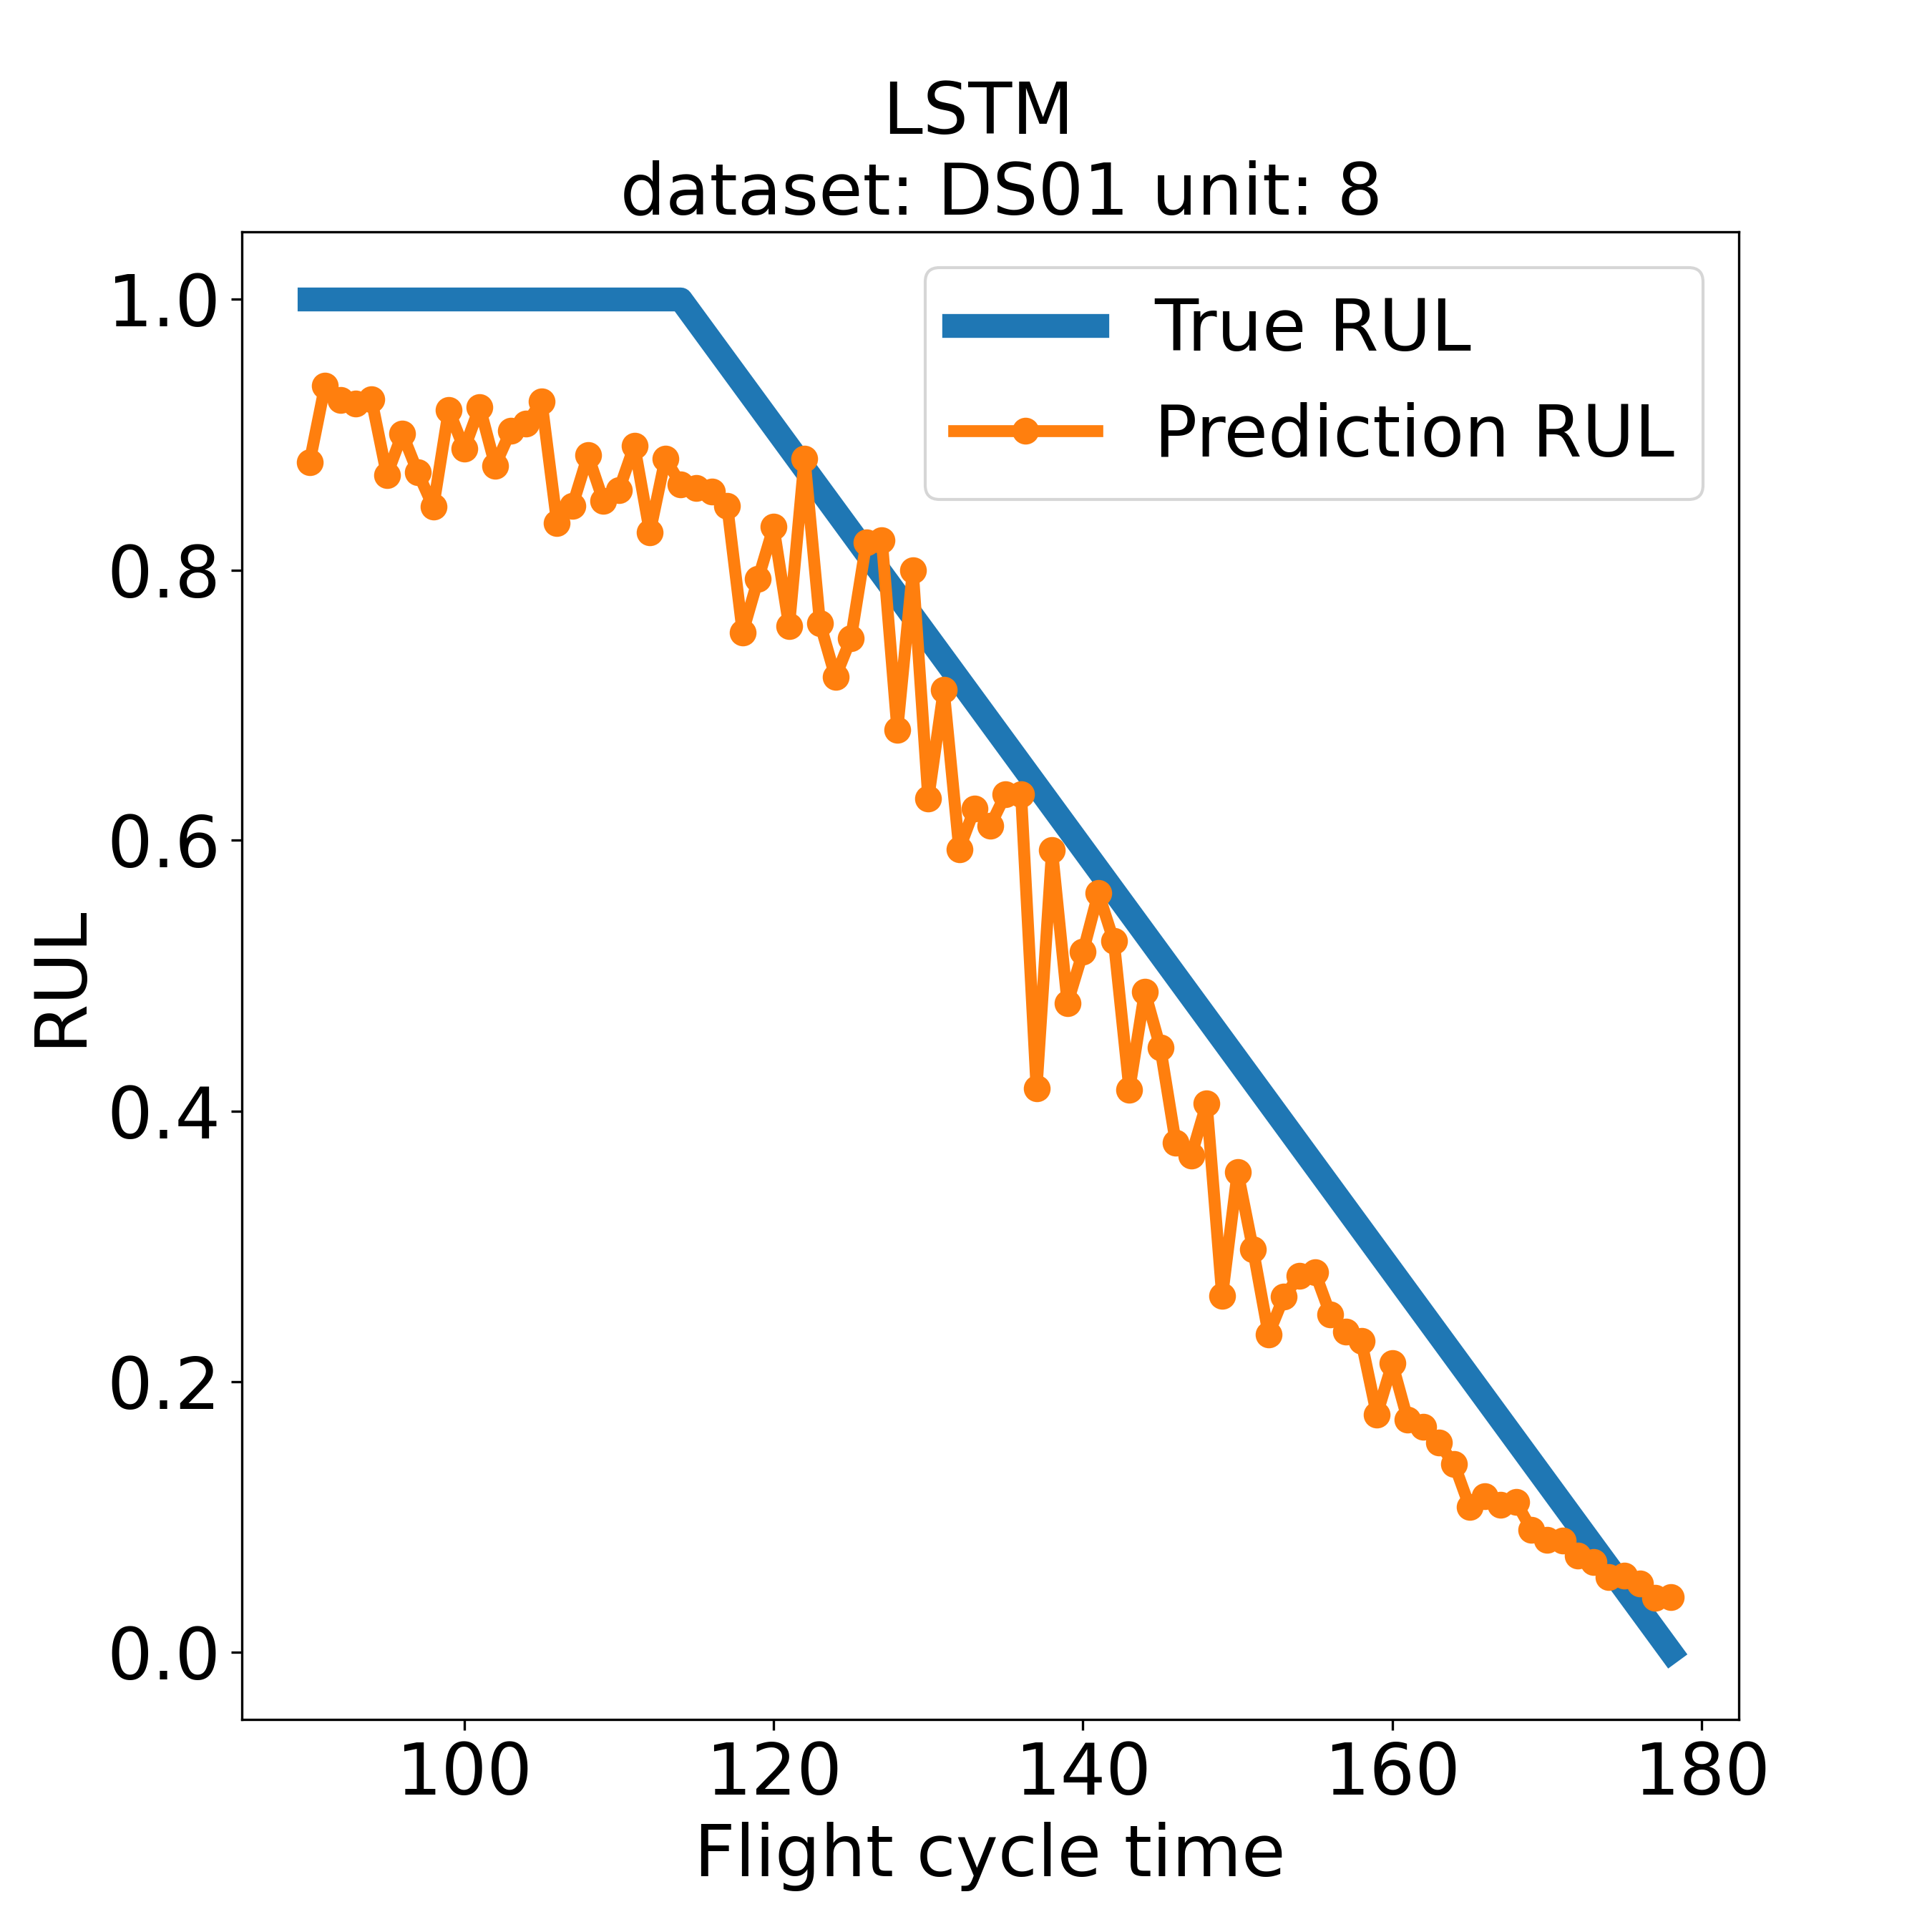 LSTM
dataset: DS01 unit: 8
True RUL
Prediction RUL
1.0
0.8
0.6
0.4
0.2
0.0
RUL
100 120 140 160 180
Flight cycle time